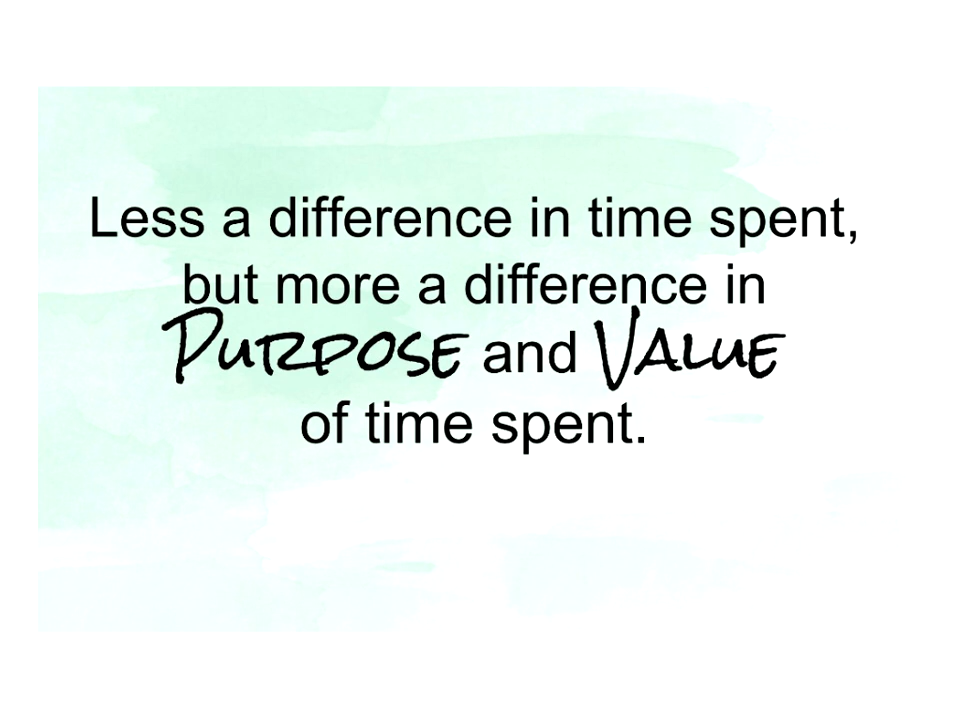 Less a difference in time spent,
but more a difference in
Purpose and Value
of time spent.